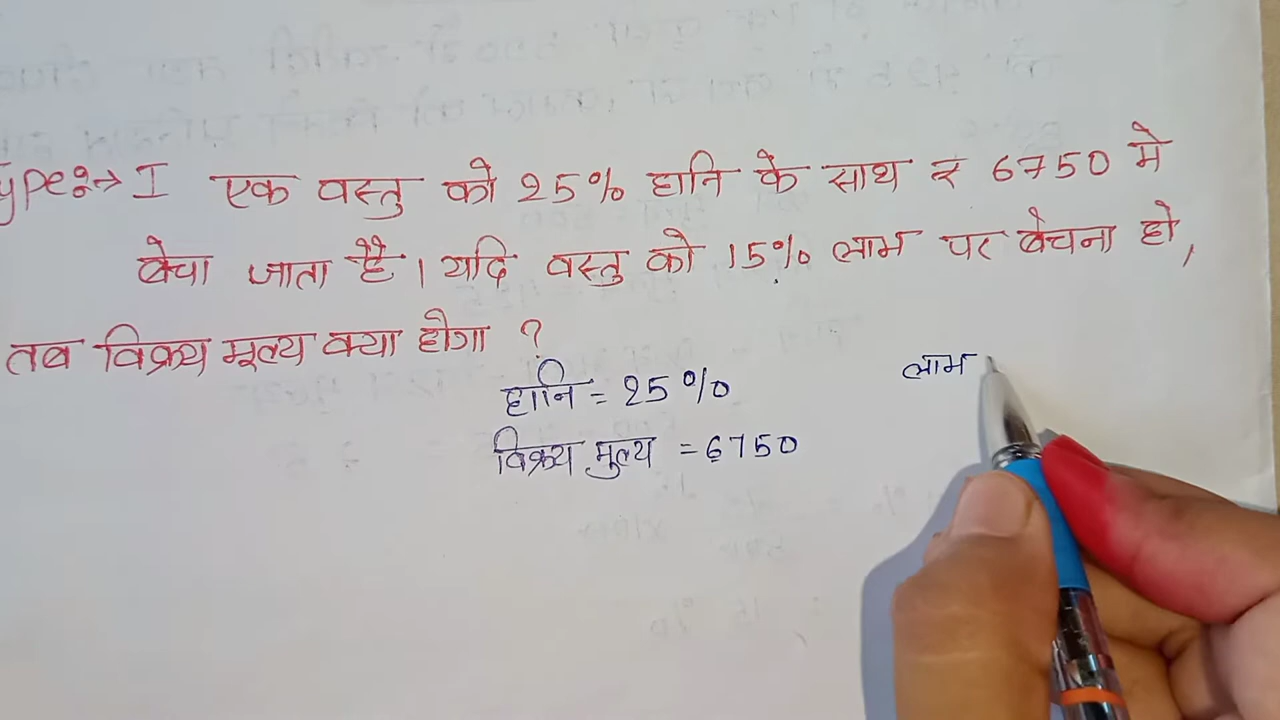 ype:→ I एक वस्तु को 25% हानि के साथ ₹ 6750 मे
बेचा जाता है । यदि वस्तु को 15% लाभ पर बेचना हो,
तब विक्रय मूल्य क्या होगा ?
हानि = 25%
लाभ
विक्रय मुल्य = 6750